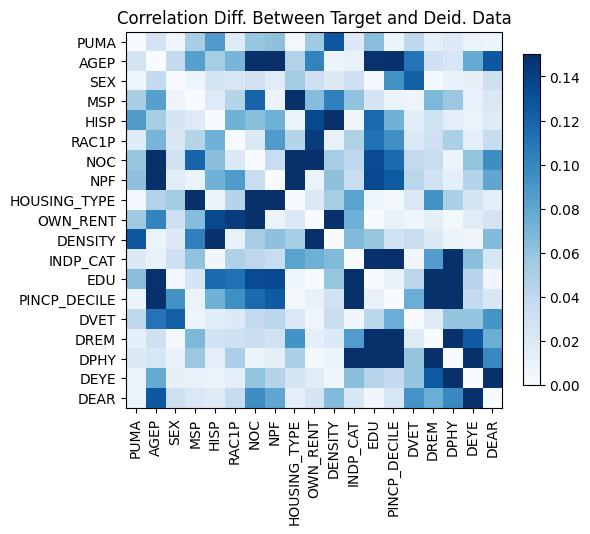 Correlation Diff. Between Target and Deid. Data
PUMA
AGEP
SEX
MSP
HISP
RAC1P
NOC
NPF
HOUSING_TYPE
OWN_RENT
DENSITY
INDP_CAT
EDU
PINCP_DECILE
DVET
DREM
DPHY
DEYE
DEAR
0.14
0.12
0.10
0.08
0.06
0.04
0.02
0.00
PUMA
AGEP
SEX
MSP
HISP
RAC1P
NOC
NPF
HOUSING_TYPE
OWN_RENT
DENSITY
INDP_CAT
EDU
PINCP_DECILE
DVET
DREM
DPHY
DEYE
DEAR